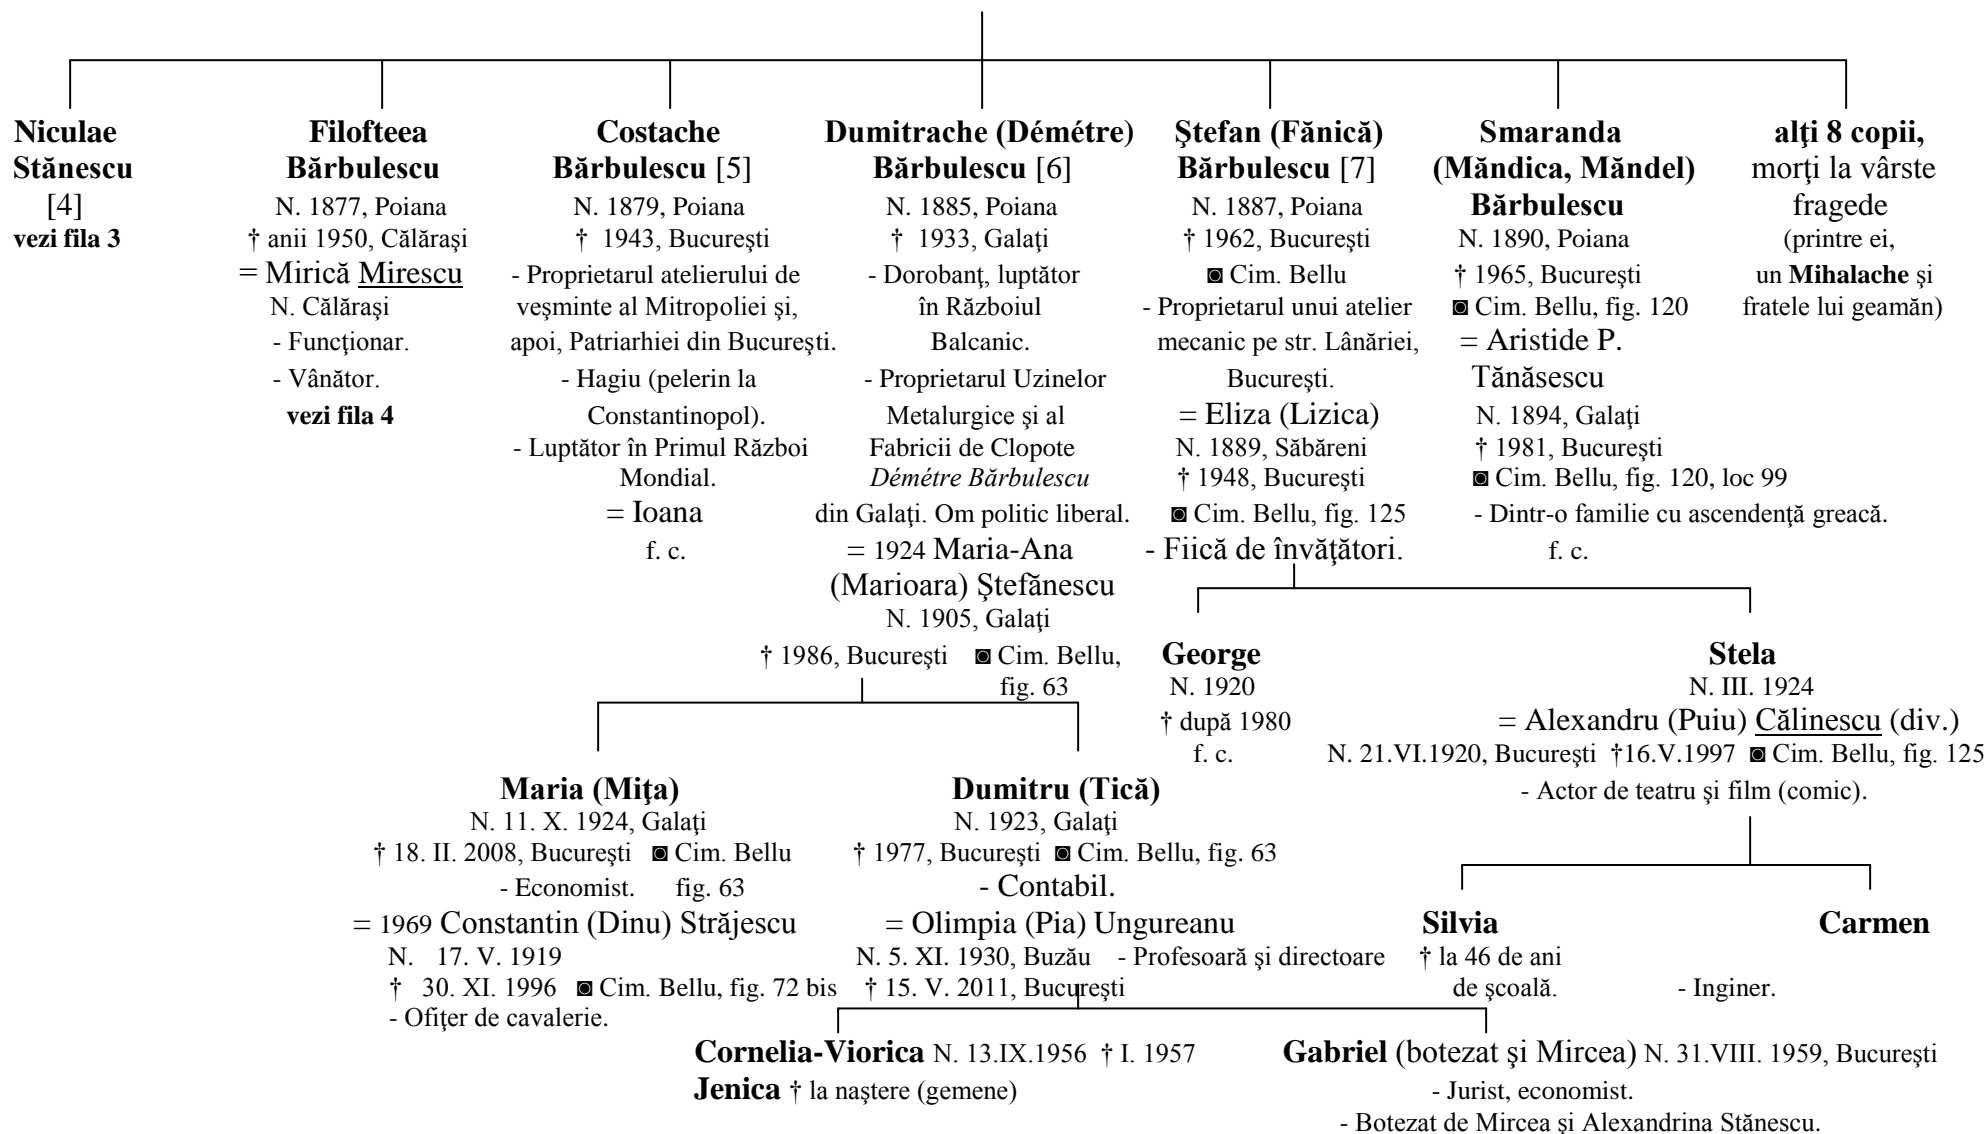 Niculae
Stănescu
[4]
vezi fila 3
Filofteea
Bărbulescu
N. 1877, Poiana
† anii 1950, Călăraşi
= Mirică Mirescu
N. Călăraşi
- Funcţionar.
- Vânător.
vezi fila 4
Costache
Bărbulescu [5]
N. 1879, Poiana
† 1943, Bucureşti
- Proprietarul atelierului de
veşminte al Mitropoliei şi,
apoi, Patriarhiei din Bucureşti.
- Hagiu (pelerin la
Constantinopol).
- Luptător în Primul Război
Mondial.
= Ioana
f. c.
Dumitrache (Démétre)
Bărbulescu [6]
N. 1885, Poiana
† 1933, Galaţi
- Dorobanţ, luptător
în Războiul
Balcanic.
- Proprietarul Uzinelor
Metalurgice şi al
Fabricii de Clopote
Démétre Bărbulescu
din Galaţi. Om politic liberal.
= 1924 Maria-Ana
(Marioara) Ştefănescu
N. 1905, Galaţi
† 1986, Bucureşti ◙ Cim. Bellu,
fig. 63
Ştefan (Fănică)
Bărbulescu [7]
N. 1887, Poiana
† 1962, Bucureşti
◙ Cim. Bellu
- Proprietarul unui atelier
mecanic pe str. Lânăriei,
Bucureşti.
= Eliza (Lizica)
N. 1889, Săbăreni
† 1948, Bucureşti
◙ Cim. Bellu, fig. 125
- Fiică de învăţători.
Smaranda
(Măndica, Măndel)
Bărbulescu
N. 1890, Poiana
† 1965, Bucureşti
◙ Cim. Bellu, fig. 120
= Aristide P.
Tănăsescu
N. 1894, Galaţi
† 1981, Bucureşti
◙ Cim. Bellu, fig. 120, loc 99
- Dintr-o familie cu ascendenţă greacă.
f. c.
alţi 8 copii,
morţi la vârste
fragede
(printre ei,
un Mihalache şi
fratele lui geamăn)
George
N. 1920
† după 1980
f. c.
Stela
N. III. 1924
= Alexandru (Puiu) Călinescu (div.)
N. 21.VI.1920, Bucureşti †16.V.1997 ◙ Cim. Bellu, fig. 125
- Actor de teatru şi film (comic).
Maria (Miţa)
N. 11. X. 1924, Galaţi
† 18. II. 2008, Bucureşti ◙ Cim. Bellu
- Economist. fig. 63
= 1969 Constantin (Dinu) Străjescu
N. 17. V. 1919
† 30. XI. 1996 ◙ Cim. Bellu, fig. 72 bis
- Ofiţer de cavalerie.
Dumitru (Tică)
N. 1923, Galaţi
† 1977, Bucureşti ◙ Cim. Bellu, fig. 63
- Contabil.
= Olimpia (Pia) Ungureanu
N. 5. XI. 1930, Buzău - Profesoară şi directoare
† 15. V. 2011, Bucureşti
Silvia
† la 46 de ani
de şcoală.
Carmen
- Inginer.
Cornelia-Viorica N. 13.IX.1956 † I. 1957
Jenica † la naştere (gemene)
Gabriel (botezat şi Mircea) N. 31.VIII. 1959, Bucureşti
- Jurist, economist.
- Botezat de Mircea şi Alexandrina Stănescu.